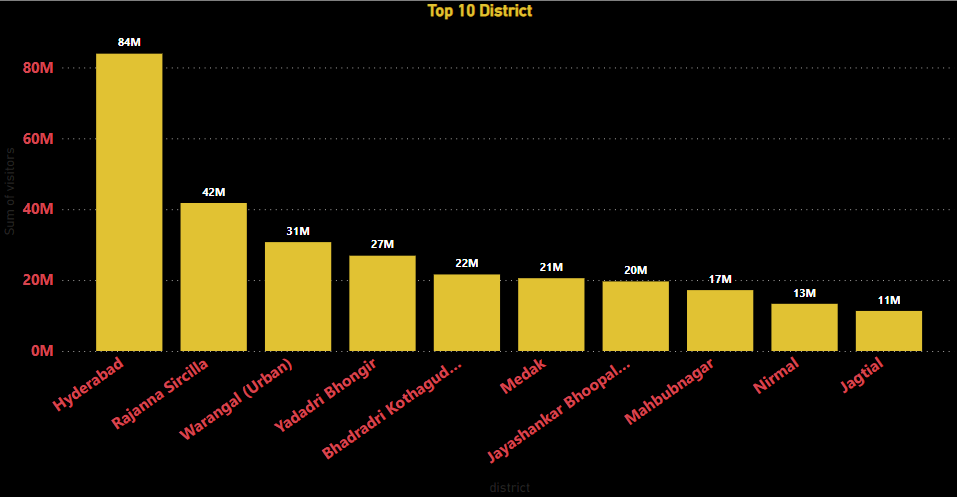 Top 10 District
Sum of visitors
80M
60M
40M
20M
0M
84M
42M
31M
27M
22M
21M
20M
17M
13M
11M
Hyderabad
Rajanna Sircilla
Warangal (Urban)
Yadadri Bhongir
Bhadradri Kothagud...
Medak
Jayashankar Bhoopal...
Mahbubnagar
Nirmal
Jagtial
district